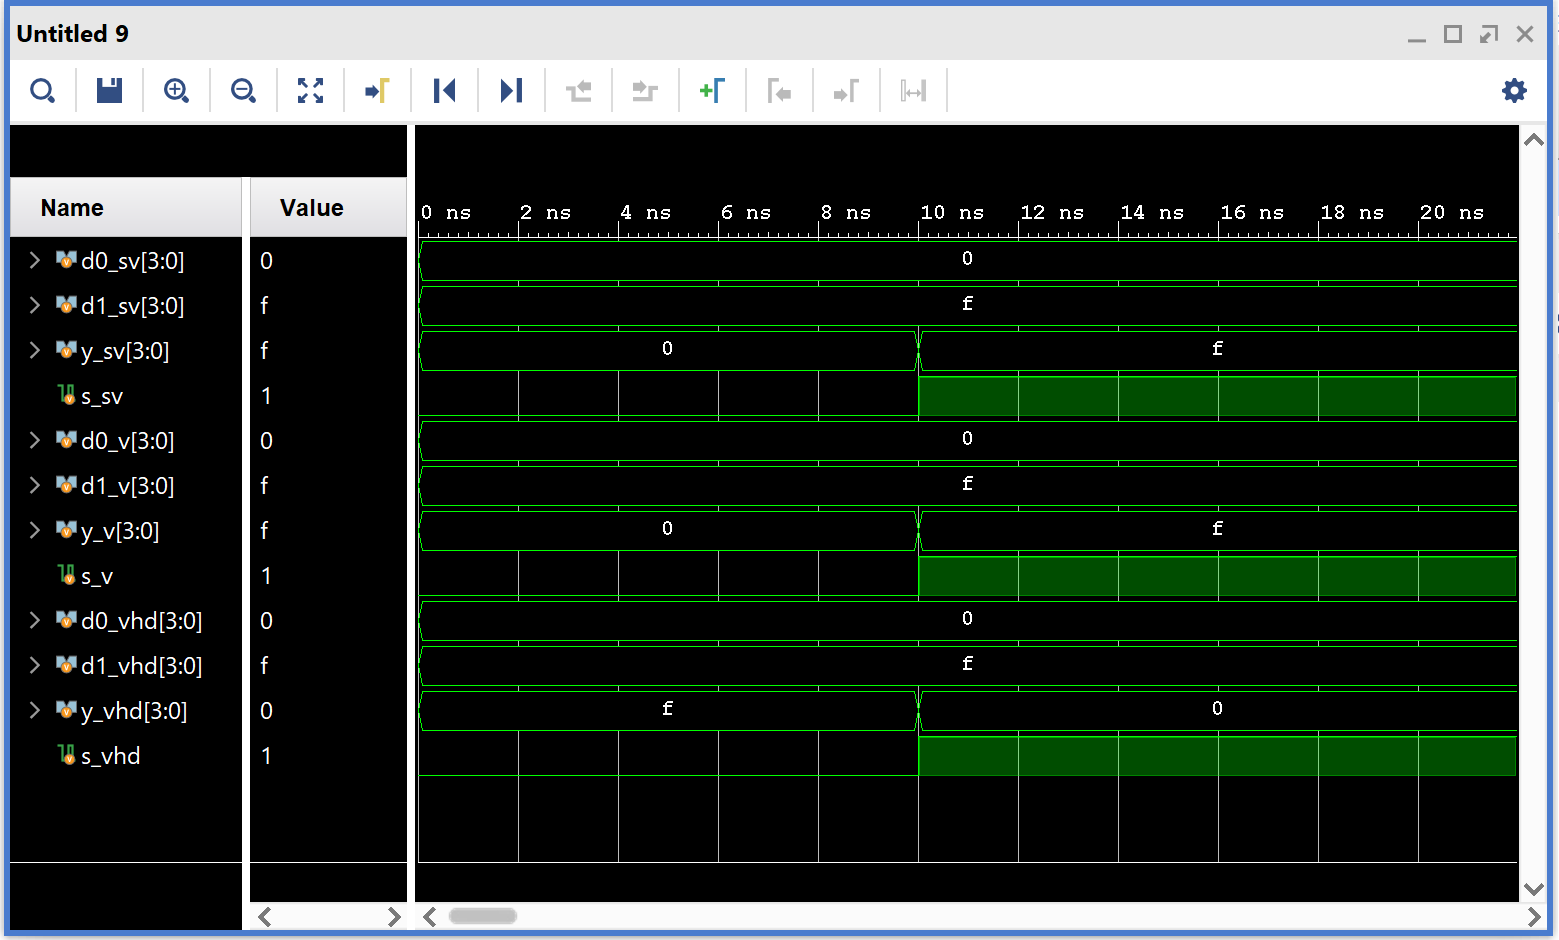 Untitled 9
Name Value 0 ns 2 ns 4 ns 6 ns 8 ns 10 ns 12 ns 14 ns 16 ns 18 ns 20 ns
d0_sv[3:0] 0 0
d1_sv[3:0] f f
y_sv[3:0] f 0 f
s_sv 1
d0_v[3:0] 0 0
d1_v[3:0] f f
y_v[3:0] f 0 f
s_v 1
d0_vhd[3:0] 0 0
d1_vhd[3:0] f f
y_vhd[3:0] 0 f 0
s_vhd 1